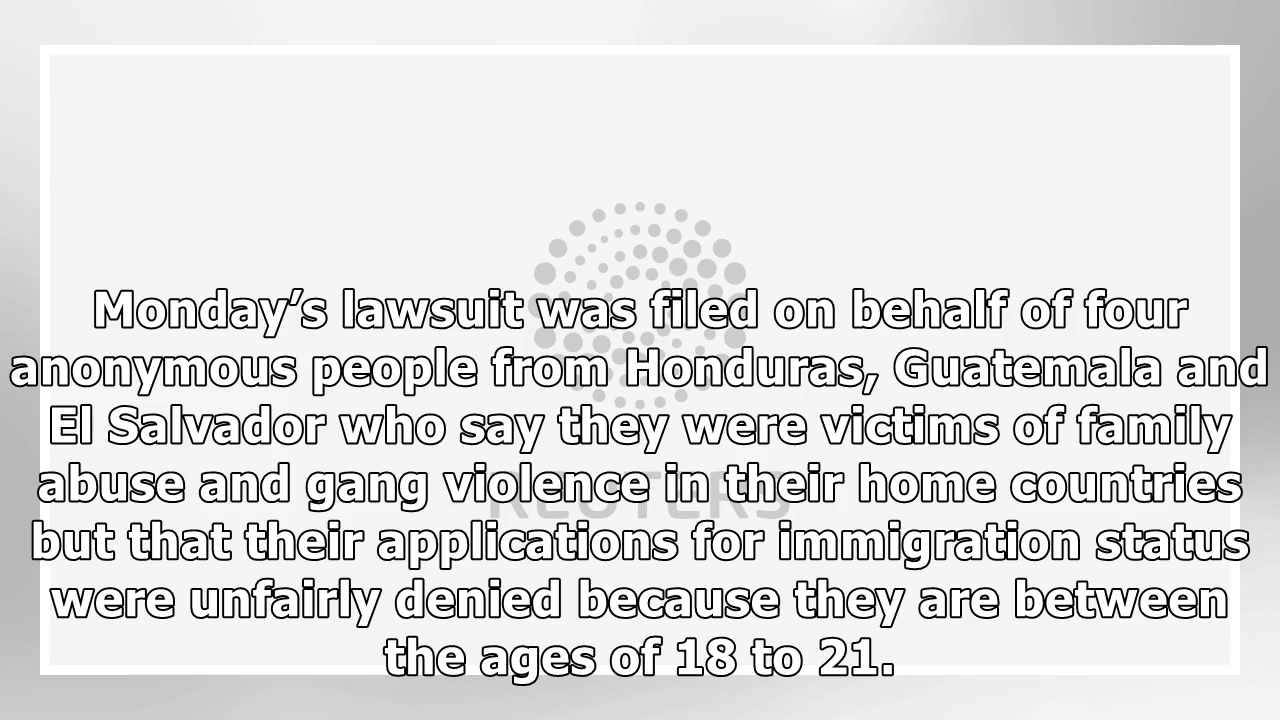 Monday’s lawsuit was filed on behalf of four
anonymous people from Honduras, Guatemala and
El Salvador who say they were victims of family
abuse and gang violence in their home countries
REUTERS
but that their applications for immigration status
were unfairly denied because they are between
the ages of 18 to 21.